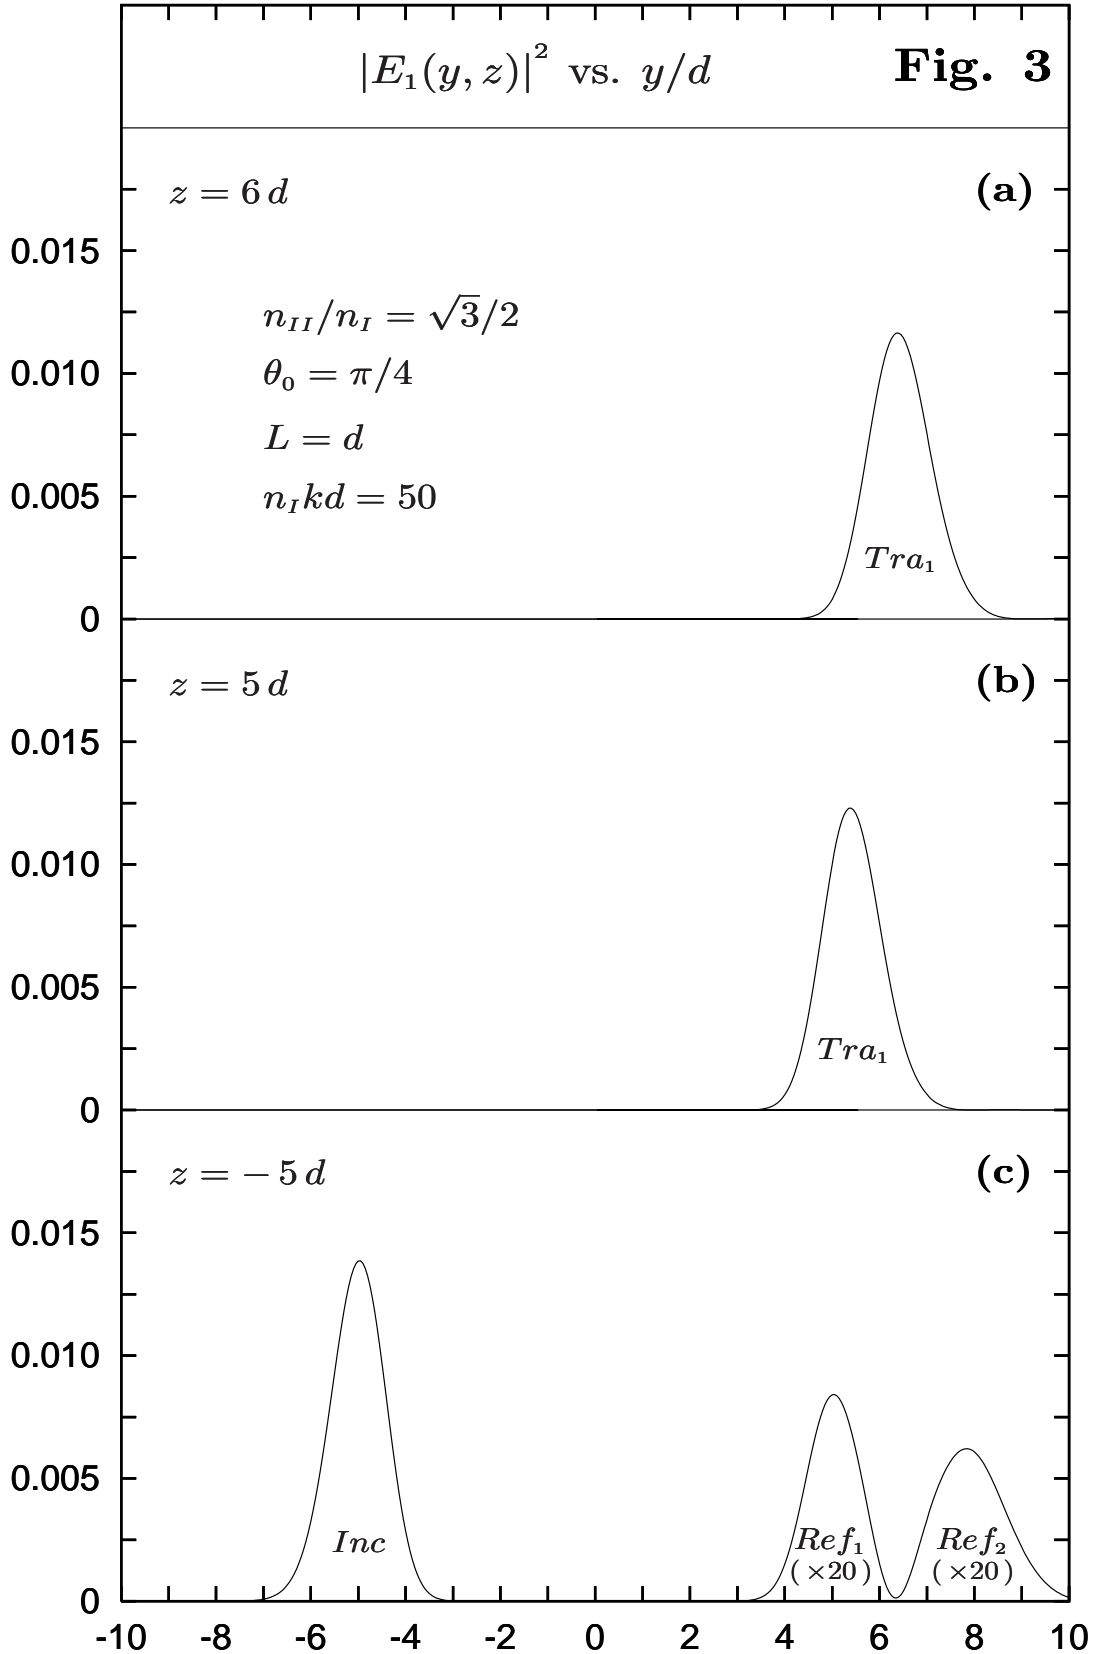 |E₁(y, z)|² vs. y/d Fig. 3
z = 6 d (a)
0.015
n_II/n_I = √3/2
θ₀ = π/4
0.010
L = d
n_I kd = 50
0.005
Tra₁
0
z = 5 d (b)
0.015
0.010
0.005
Tra₁
0
z = − 5 d (c)
0.015
0.010
0.005
Inc Ref₁ Ref₂
(×20) (×20)
0
-10 -8 -6 -4 -2 0 2 4 6 8 10